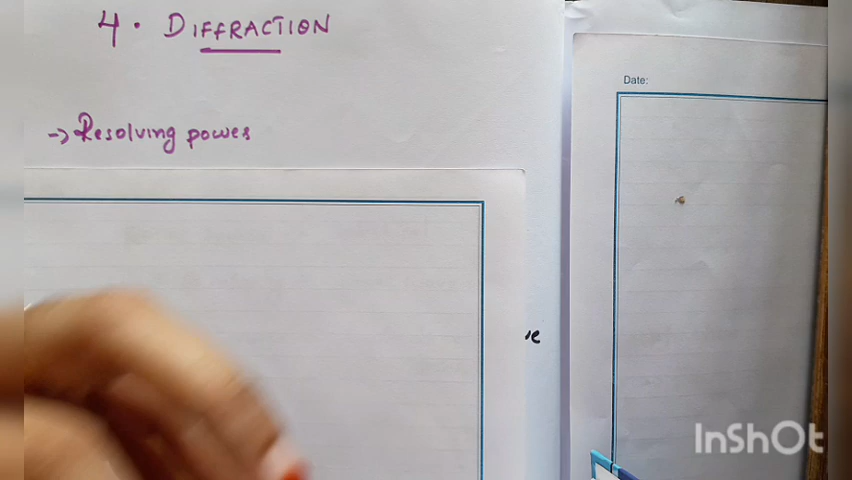 4. DIFFRACTION
Date:
-> Resolving power
InShOt